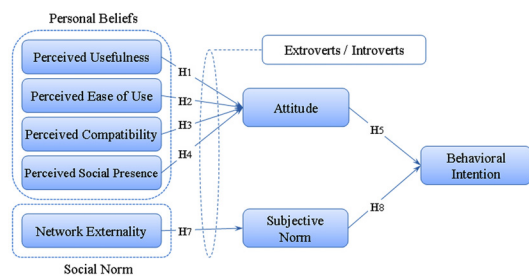 Personal Beliefs
Perceived Usefulness
Perceived Ease of Use
Perceived Compatibility
Perceived Social Presence
H1
H2
H3
H4
Extroverts / Introverts
Attitude
H5
Behavioral
Intention
H8
Network Externality
H7
Subjective
Norm
Social Norm